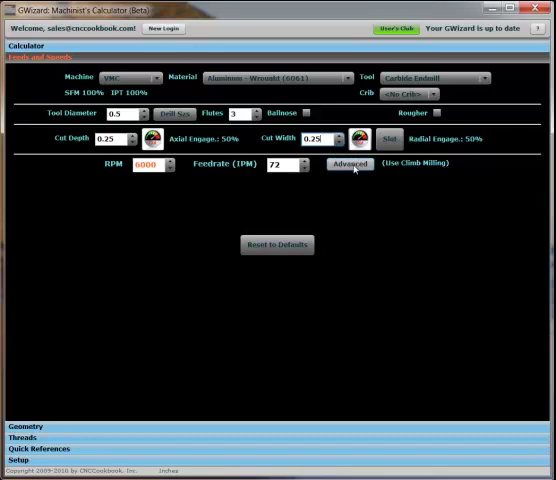 GWizard: Machinist's Calculator (Beta)
Welcome, sales@cnccookbook.com! New Login User's Club Your GWizard is up to date ?
Calculator
Feeds and Speeds
Machine VMC Material Aluminum - Wrought (6061) Tool Carbide Endmill
SFM 100% IPT 100% Crib <No Crib>
Tool Diameter 0.5 Drill Szs. Flutes 3 Ballnose Rougher
Cut Depth 0.25 Axial Engage.: 50% Cut Width 0.25 Slot Radial Engage.: 50%
RPM 6000 Feedrate (IPM) 72 Advanced (Use Climb Milling)
Reset to Defaults
Geometry
Threads
Quick References
Setup
Copyright 2009-2010 by CNCCookbook, Inc. Inches